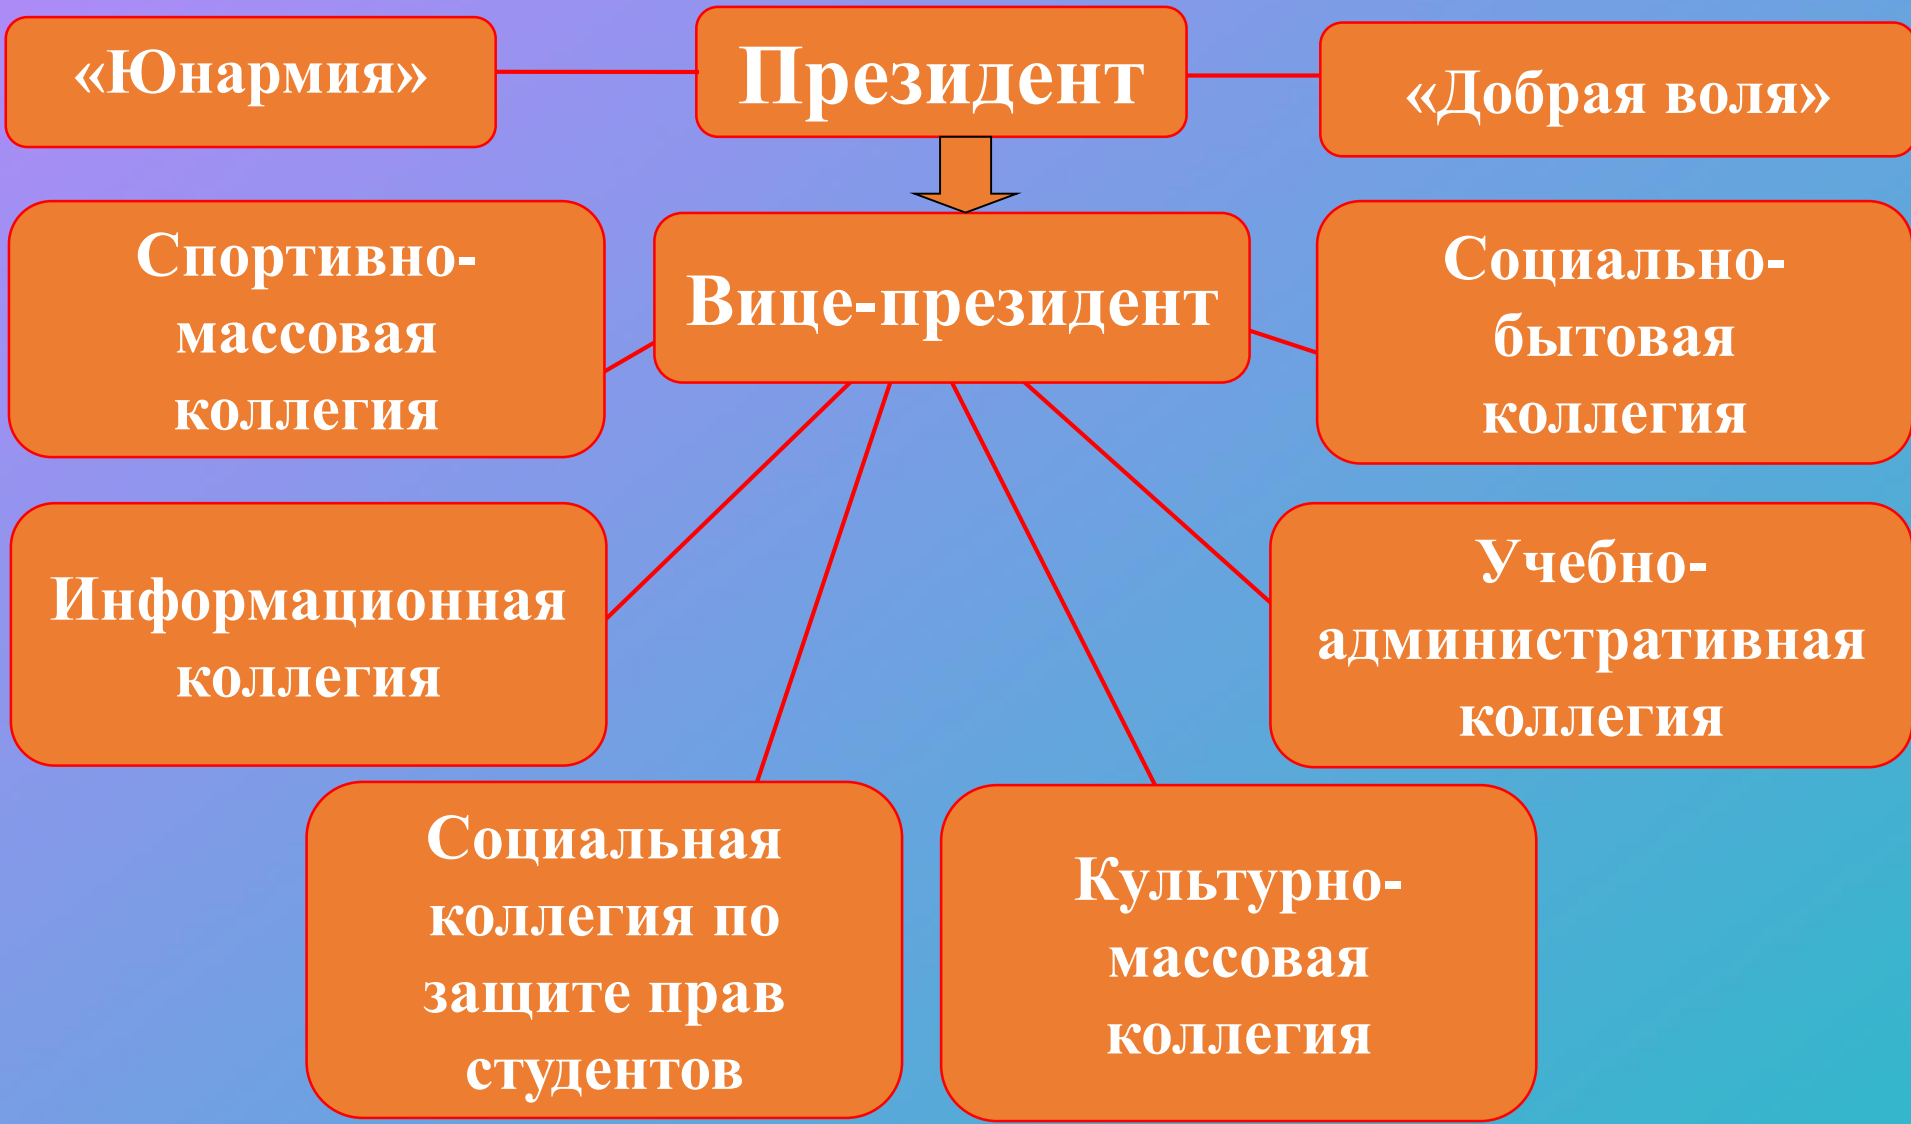 «Юнармия»
Президент
«Добрая воля»
Спортивно-
массовая
коллегия
Вице-президент
Социально-
бытовая
коллегия
Информационная
коллегия
Учебно-
административная
коллегия
Социальная
коллегия по
защите прав
студентов
Культурно-
массовая
коллегия